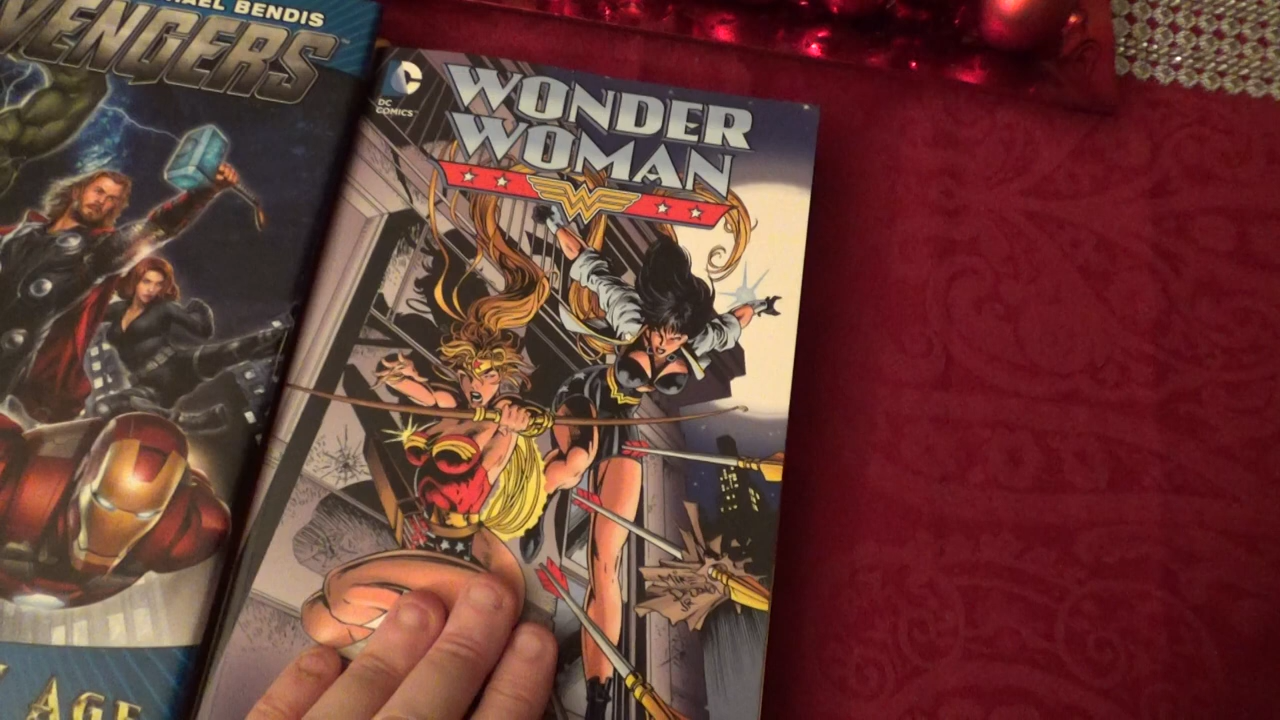 AEL BENDIS
VENGERS
DC
COMICS
WONDER
WOMAN
AGE